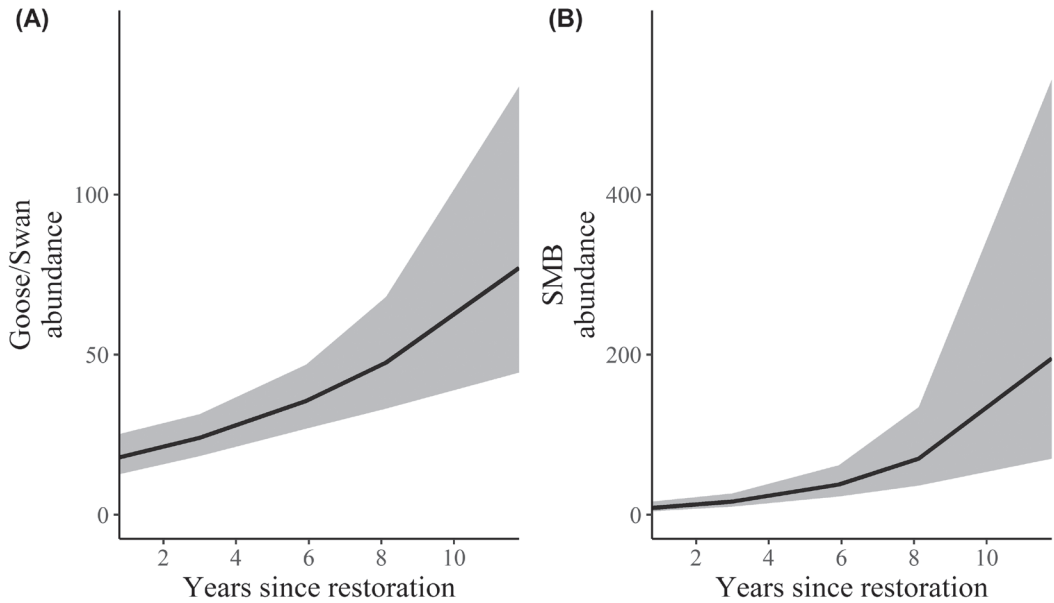 (A)
100
50
0
Goose/Swan
abundance
2 4 6 8 10
Years since restoration
(B)
400
200
0
SMB
abundance
2 4 6 8 10
Years since restoration